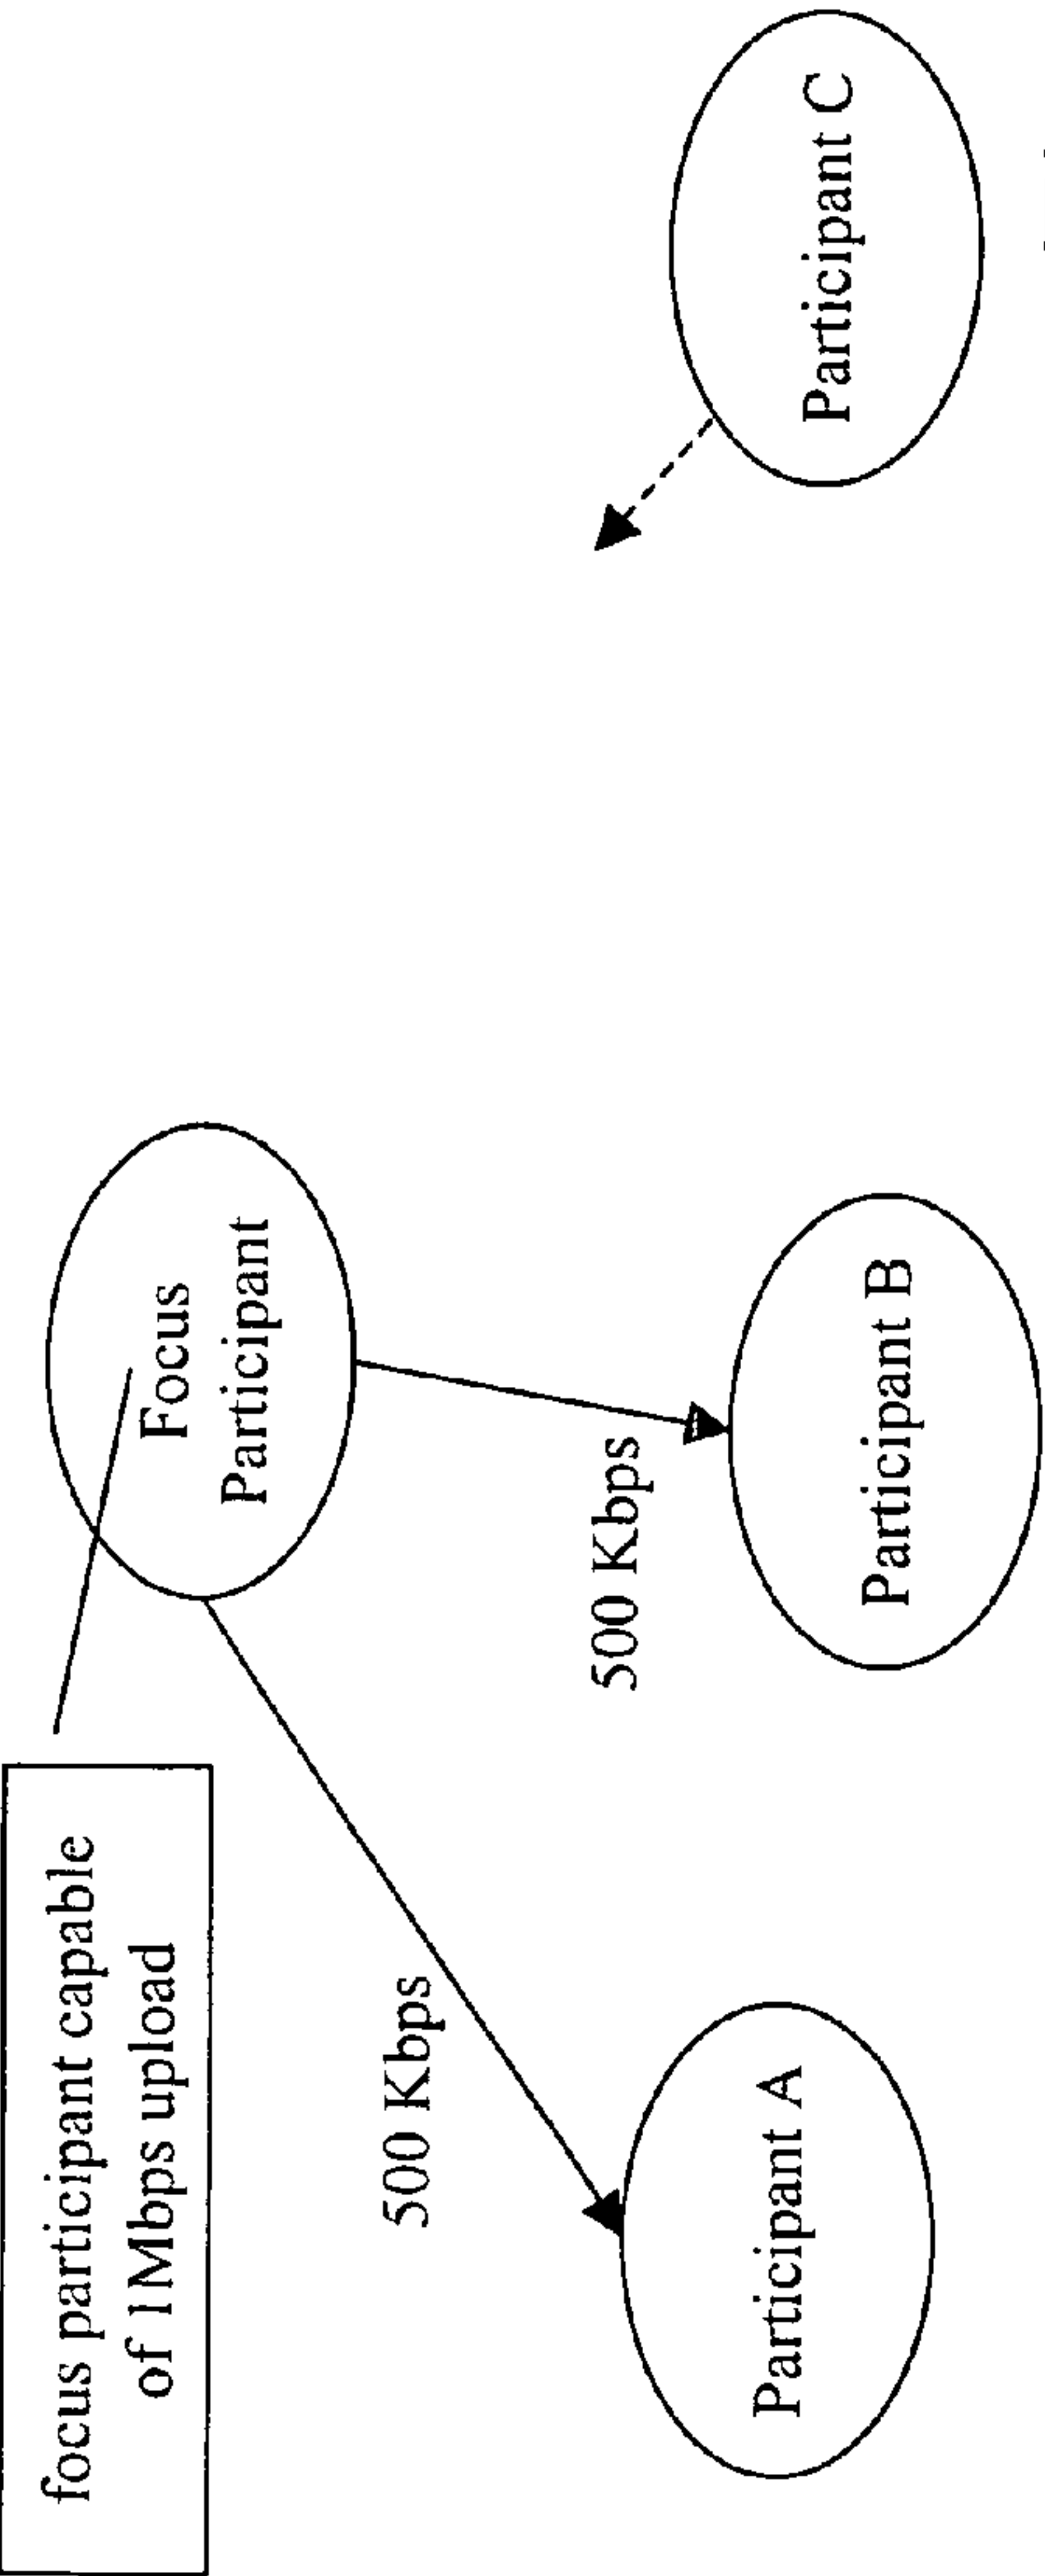 focus participant capable
of 1Mbps upload
Focus
Participant
500 Kbps
500 Kbps
Participant A
Participant B
Participant C